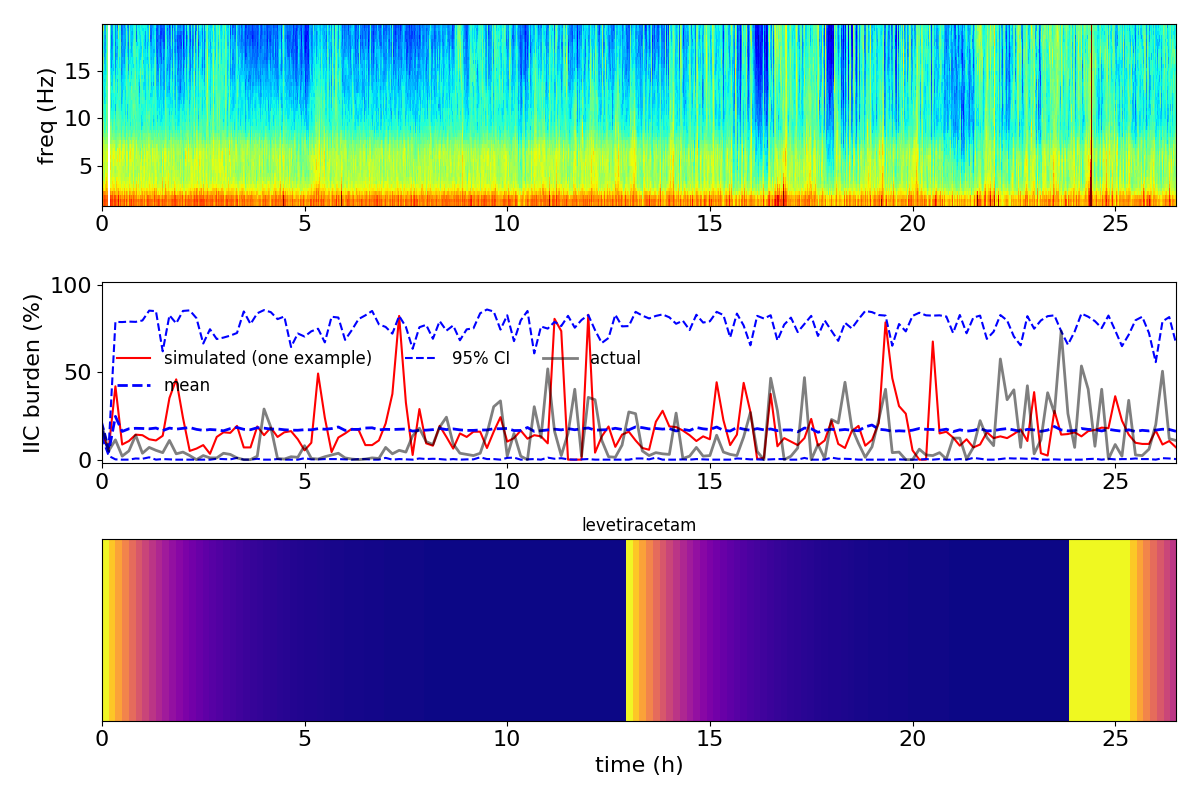 freq (Hz)
15
10
5
0 5 10 15 20 25
IIC burden (%)
100
50
0
simulated (one example) 95% CI actual
mean
0 5 10 15 20 25
levetiracetam
0 5 10 15 20 25
time (h)